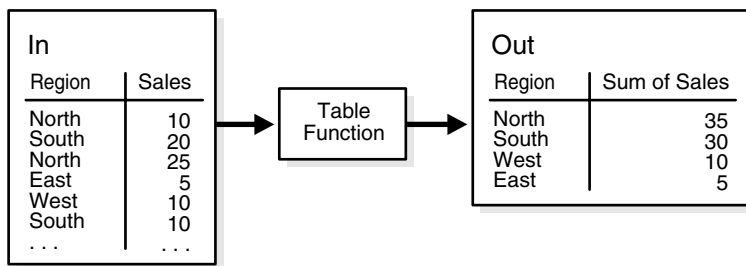 In
Region Sales
North 10
South 20
North 25
East 5
West 10
South 10
. . . . . .
Table
Function
Out
Region Sum of Sales
North 35
South 30
West 10
East 5